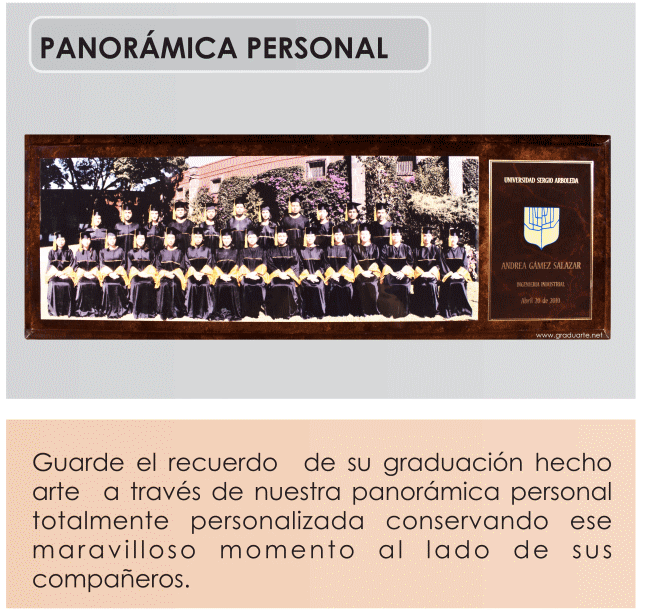 PANORÁMICA PERSONAL
UNIVERSIDAD SERGIO ARBOLEDA
ANDREA GÁMEZ SALAZAR
INGENIERIA INDUSTRIAL
Abril 29 de 2010
www.graduarte.net
Guarde el recuerdo de su graduación hecho
arte a través de nuestra panorámica personal
totalmente personalizada conservando ese
maravilloso momento al lado de sus
compañeros.